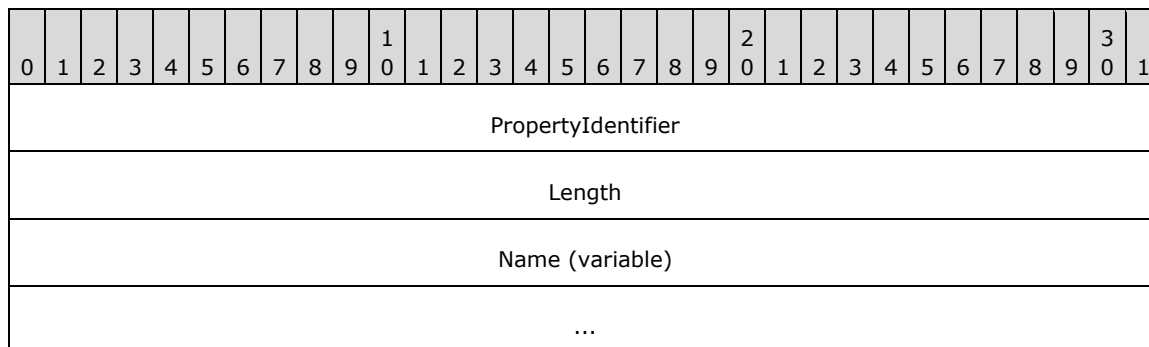 0 1 2 3 4 5 6 7 8 9 1 0 1 2 3 4 5 6 7 8 9 2 0 1 2 3 4 5 6 7 8 9 3 0 1
PropertyIdentifier
Length
Name (variable)
...